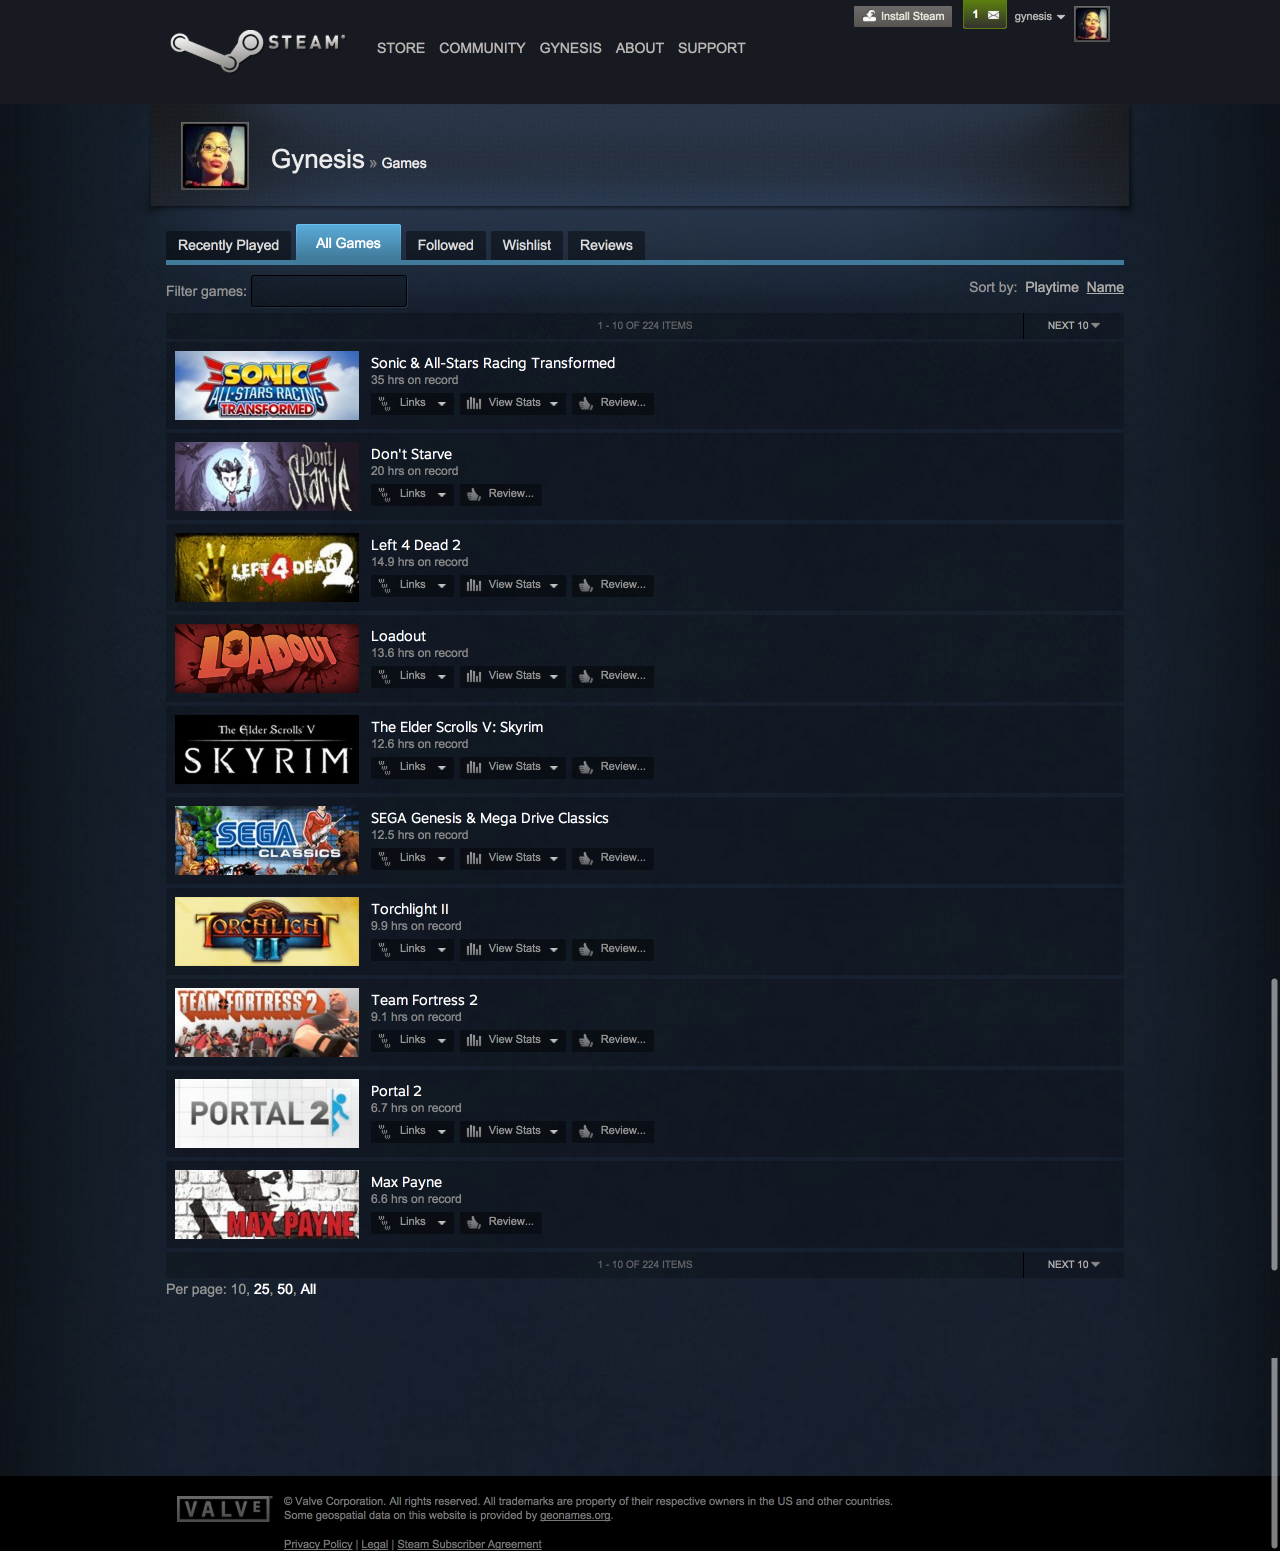 Install Steam
1
gynesis
STEAM
STORE COMMUNITY GYNESIS ABOUT SUPPORT
Gynesis » Games
Recently Played All Games Followed Wishlist Reviews
Filter games:
Sort by: Playtime Name
1 - 10 OF 224 ITEMS NEXT 10
SONIC & ALL-STARS RACING TRANSFORMED
Sonic & All-Stars Racing Transformed
35 hrs on record
Links View Stats Review...
Don't Starve
Don't Starve
20 hrs on record
Links Review...
LEFT 4 DEAD 2
Left 4 Dead 2
14.9 hrs on record
Links View Stats Review...
LOADOUT
Loadout
13.6 hrs on record
Links View Stats Review...
The Elder Scrolls V
SKYRIM
The Elder Scrolls V: Skyrim
12.6 hrs on record
Links View Stats Review...
SEGA CLASSICS
SEGA Genesis & Mega Drive Classics
12.5 hrs on record
Links View Stats Review...
TORCHLIGHT II
Torchlight II
9.9 hrs on record
Links View Stats Review...
TEAM FORTRESS 2
Team Fortress 2
9.1 hrs on record
Links View Stats Review...
PORTAL 2
Portal 2
6.7 hrs on record
Links View Stats Review...
MAX PAYNE
Max Payne
6.6 hrs on record
Links Review...
1 - 10 OF 224 ITEMS NEXT 10
Per page: 10, 25, 50, All
VALVE
© Valve Corporation. All rights reserved. All trademarks are property of their respective owners in the US and other countries.
Some geospatial data on this website is provided by geonames.org.
Privacy Policy | Legal | Steam Subscriber Agreement